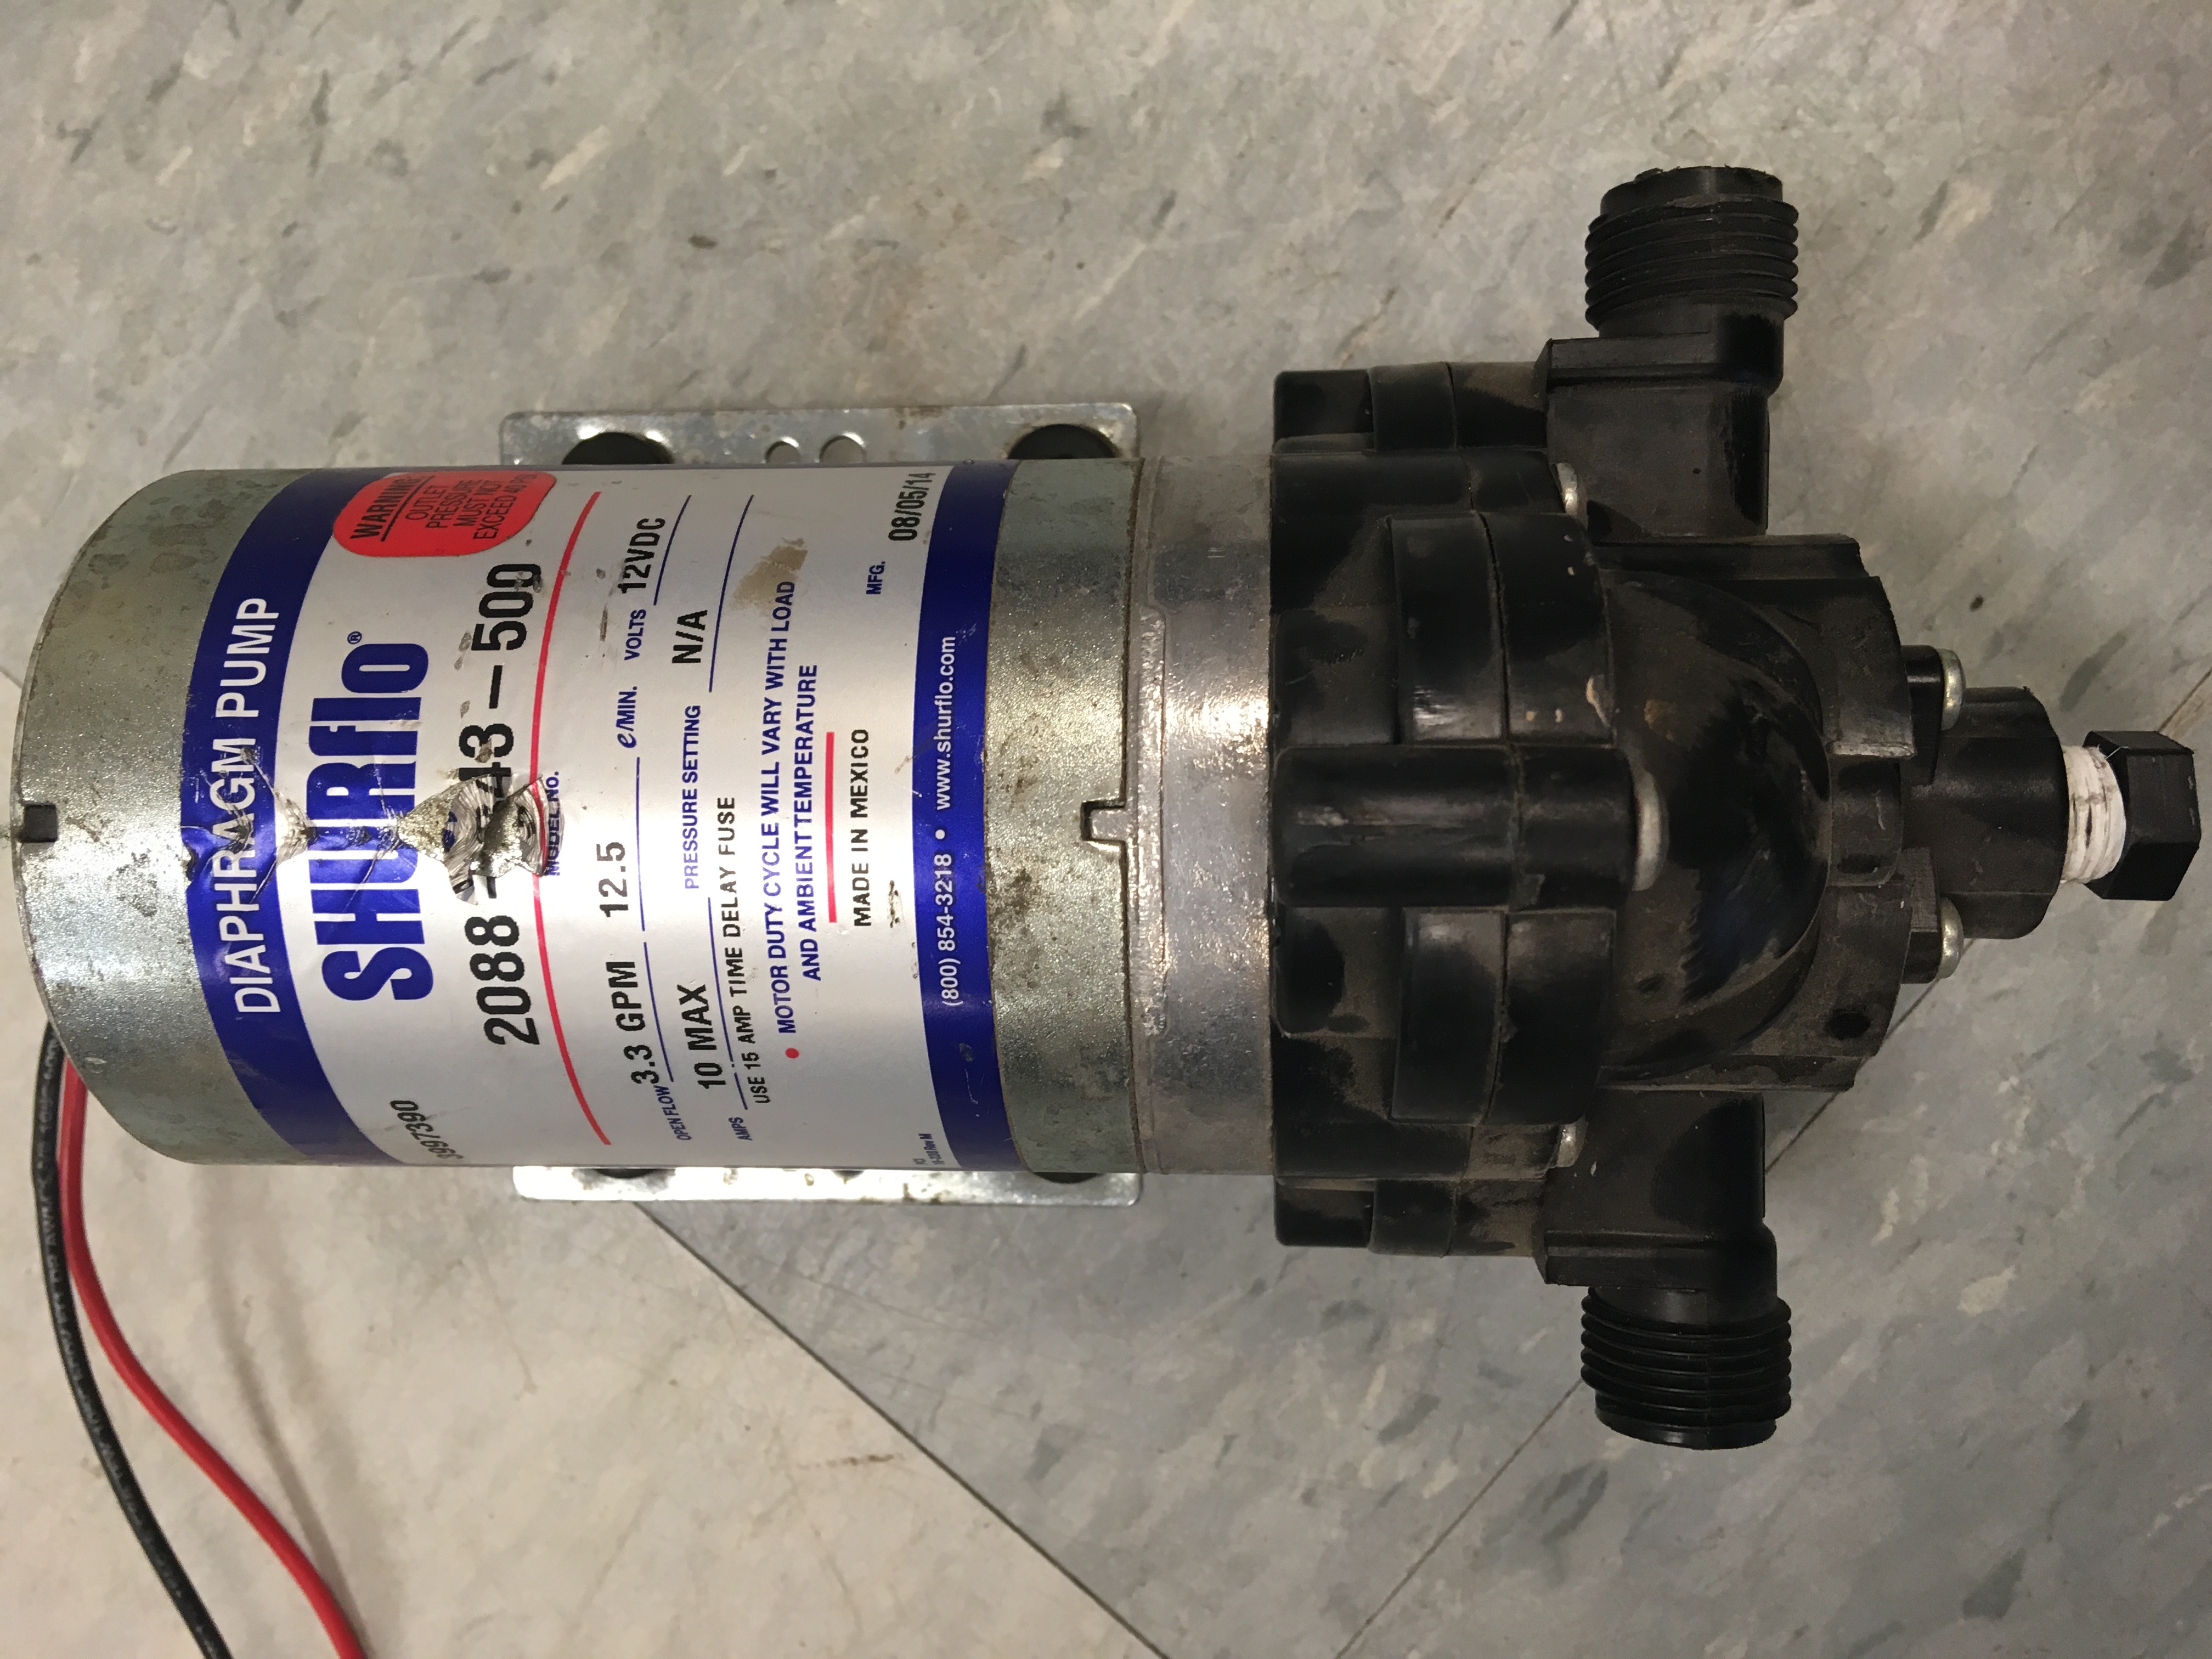 DIAPHRAGM PUMP
SHURflo®
3997390
2088 - 43 - 500
MODEL No.
WARNING:
OUTLET
PRESSURE
MUST NOT
EXCEED 40 PSI
OPEN FLOW 3.3 GPM 12.5 ℓ/MIN. VOLTS 12VDC
AMPS 10 MAX PRESSURE SETTING N/A
USE 15 AMP TIME DELAY FUSE
• MOTOR DUTY CYCLE WILL VARY WITH LOAD
AND AMBIENT TEMPERATURE
MADE IN MEXICO
MFG. 08/05/14
Rev M
(800) 854-3218 • www.shurflo.com